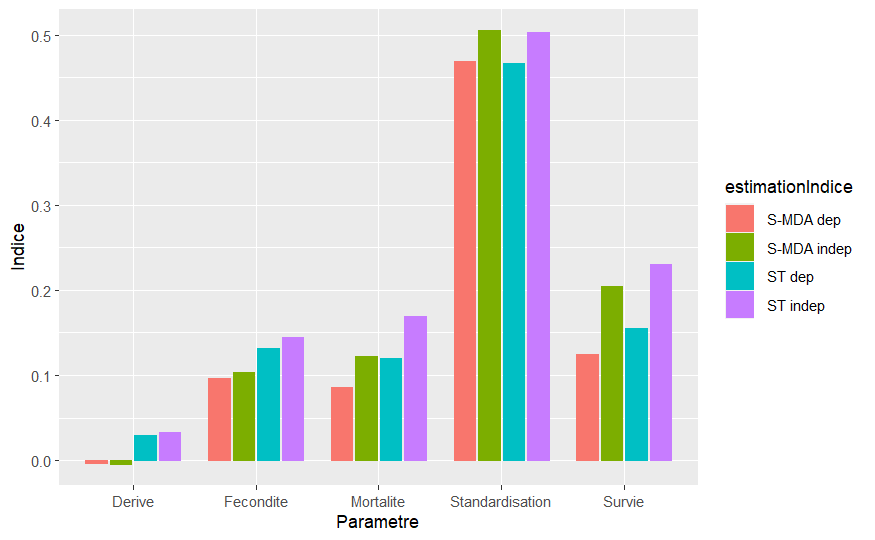 0.5
0.4
0.3
0.2
0.1
0.0
Indice
Derive
Fecondite
Mortalite
Standardisation
Survie
Parametre
estimationIndice
S-MDA dep
S-MDA indep
ST dep
ST indep